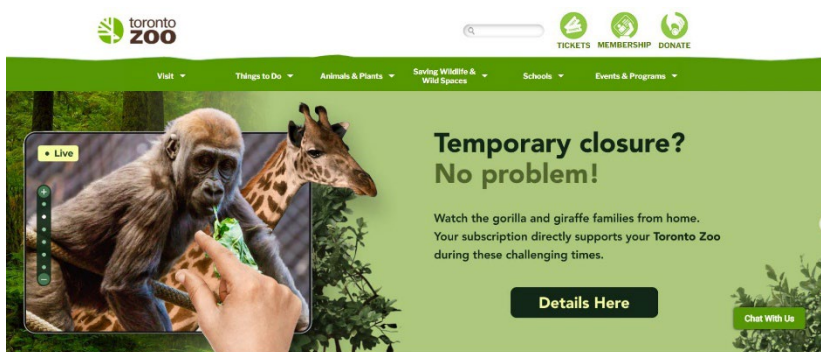 toronto
ZOO
TICKETS MEMBERSHIP DONATE
Visit Things to Do Animals & Plants Saving Wildlife & Wild Spaces Schools Events & Programs
• Live
Temporary closure?
No problem!
Watch the gorilla and giraffe families from home.
Your subscription directly supports your Toronto Zoo
during these challenging times.
Details Here
Chat With Us